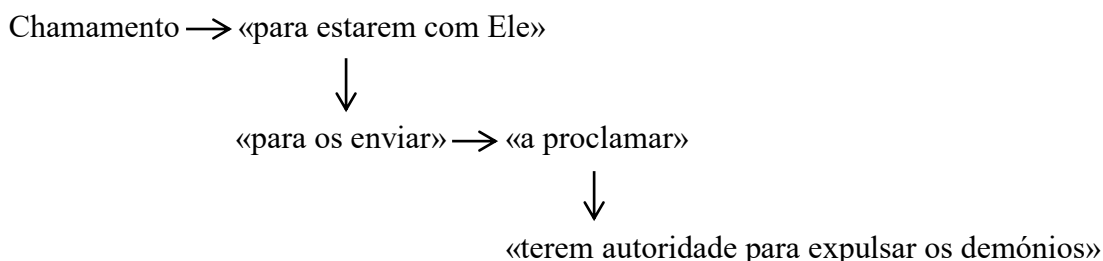 Chamamento → «para estarem com Ele»
↓
«para os enviar» → «a proclamar»
↓
«terem autoridade para expulsar os demónios»